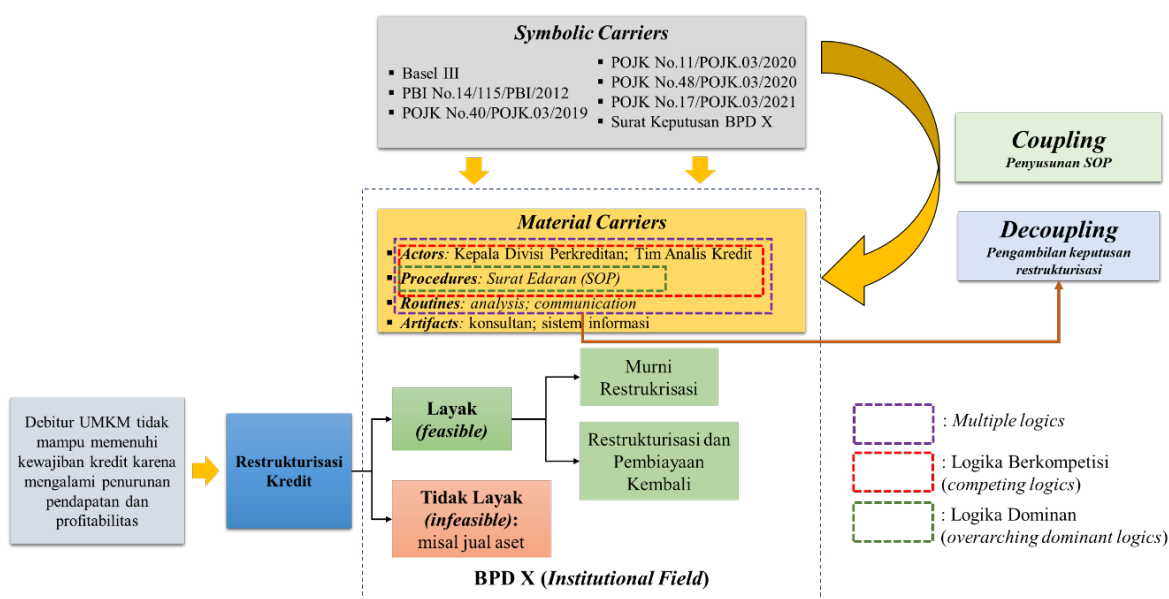 Symbolic Carriers
▪ Basel III
▪ PBI No.14/115/PBI/2012
▪ POJK No.40/POJK.03/2019
▪ POJK No.11/POJK.03/2020
▪ POJK No.48/POJK.03/2020
▪ POJK No.17/POJK.03/2021
▪ Surat Keputusan BPD X
Coupling
Penyusunan SOP
Decoupling
Pengambilan keputusan
restrukturisasi
Material Carriers
▪ Actors: Kepala Divisi Perkreditan; Tim Analis Kredit
▪ Procedures: Surat Edaran (SOP)
▪ Routines: analysis; communication
▪ Artifacts: konsultan; sistem informasi
Debitur UMKM tidak
mampu memenuhi
kewajiban kredit karena
mengalami penurunan
pendapatan dan
profitabilitas
Restrukturisasi
Kredit
Layak
(feasible)
Tidak Layak
(infeasible):
misal jual aset
Murni
Restrukrisasi
Restrukturisasi dan
Pembiayaan
Kembali
BPD X (Institutional Field)
: Multiple logics
: Logika Berkompetisi
(competing logics)
: Logika Dominan
(overarching dominant logics)